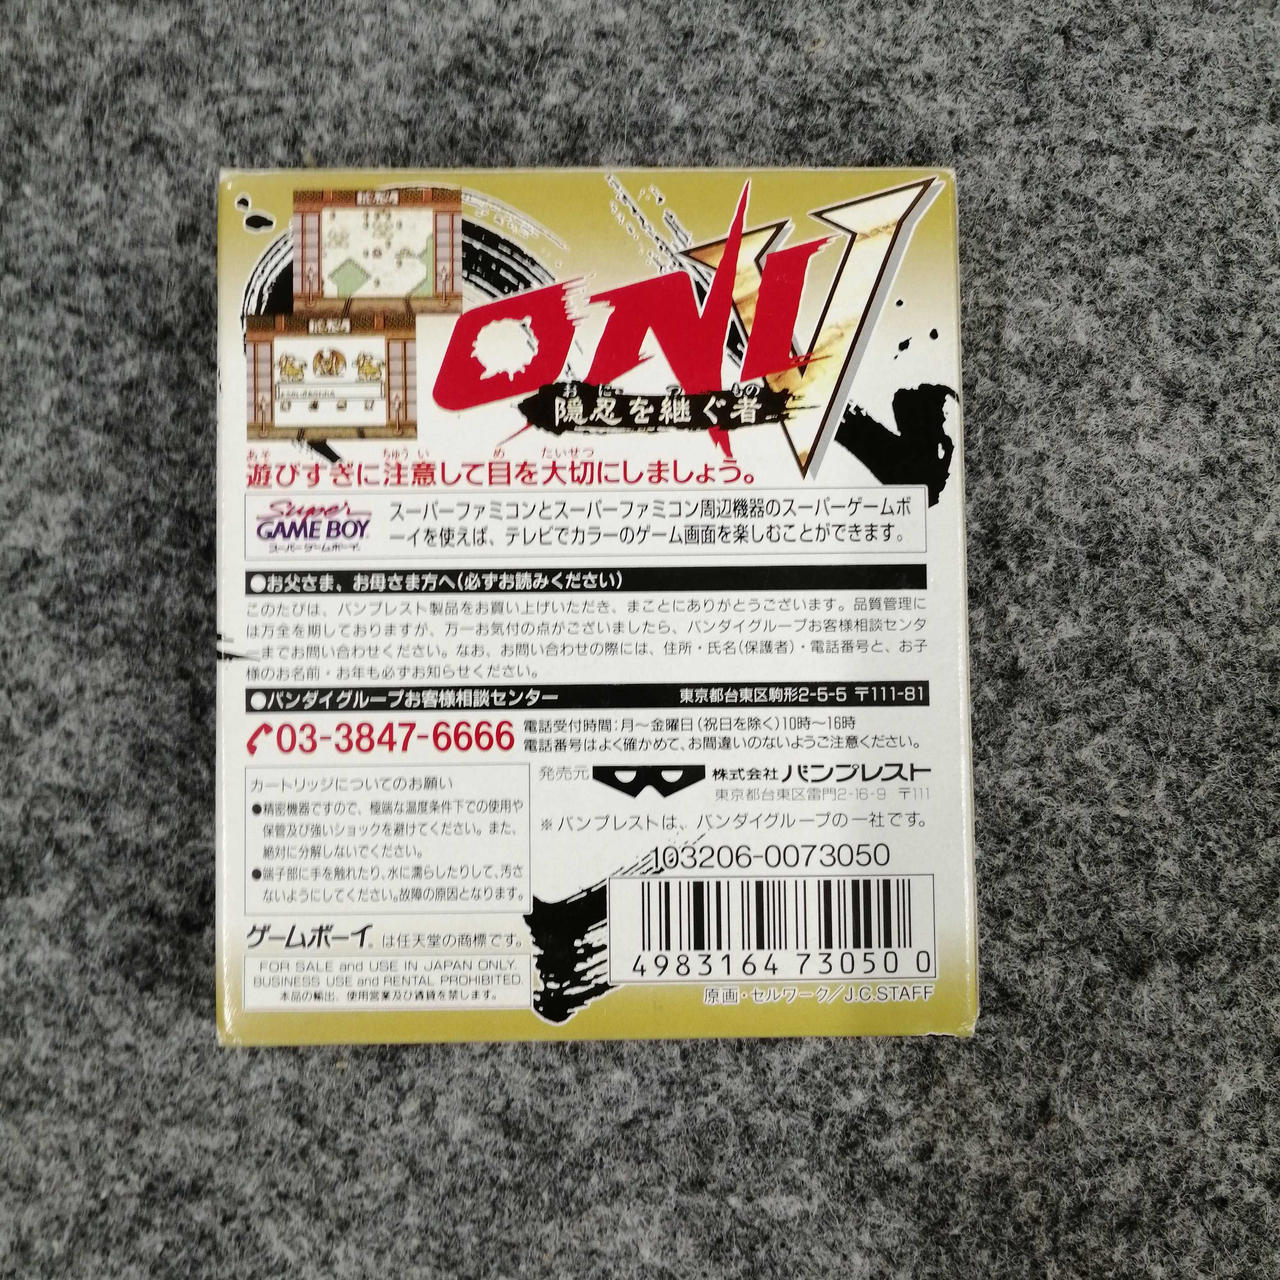 ONI V
おに つ もの
隠忍を継ぐ者
あそ ちゅうい め たいせつ
遊びすぎに注意して目を大切にしましょう。
Super
GAME BOY
スーパーゲームボーイ
スーパーファミコンとスーパーファミコン周辺機器のスーパーゲームボ
ーイを使えば、テレビでカラーのゲーム画面を楽しむことができます。
●お父さま、お母さま方へ(必ずお読みください)
このたびは、バンプレスト製品をお買い上げいただき、まことにありがとうございます。品質管理に
は万全を期しておりますが、万一お気付の点がございましたら、バンダイグループお客様相談センタ
ーまでお問い合わせください。なお、お問い合わせの際には、住所・氏名(保護者)・電話番号と、お子
様のお名前・お年も必ずお知らせください。
●バンダイグループお客様相談センター 東京都台東区駒形2-5-5 〒111-81
03-3847-6666
電話受付時間:月〜金曜日(祝日を除く)10時〜16時
電話番号はよく確かめて、お間違いのないようご注意ください。
カートリッジについてのお願い
●精密機器ですので、極端な温度条件下での使用や
保管及び強いショックを避けてください。また、
絶対に分解しないでください。
●端子部に手を触れたり、水に濡らしたりして、汚さ
ないようにしてください。故障の原因となります。
発売元 株式会社バンプレスト
東京都台東区雷門2-16-9 〒111
※バンプレストは、バンダイグループの一社です。
103206-0073050
4983164 73050 0
ゲームボーイは任天堂の商標です。
FOR SALE and USE IN JAPAN ONLY.
BUSINESS USE and RENTAL PROHIBITED.
本品の輸出、使用営業及び賃貸を禁じます。
原画・セルワーク/J.C.STAFF